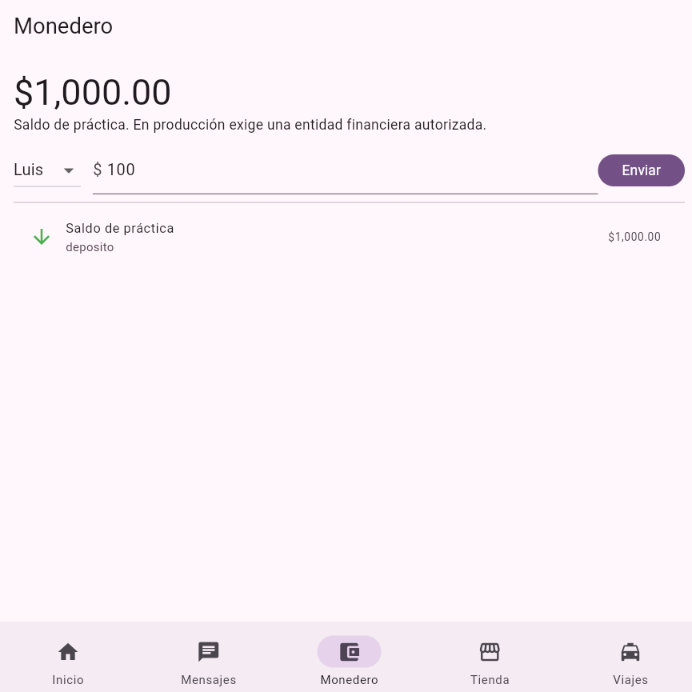 Monedero
$1,000.00
Saldo de práctica. En producción exige una entidad financiera autorizada.
Luis $ 100 Enviar
Saldo de práctica
deposito
$1,000.00
Inicio Mensajes Monedero Tienda Viajes